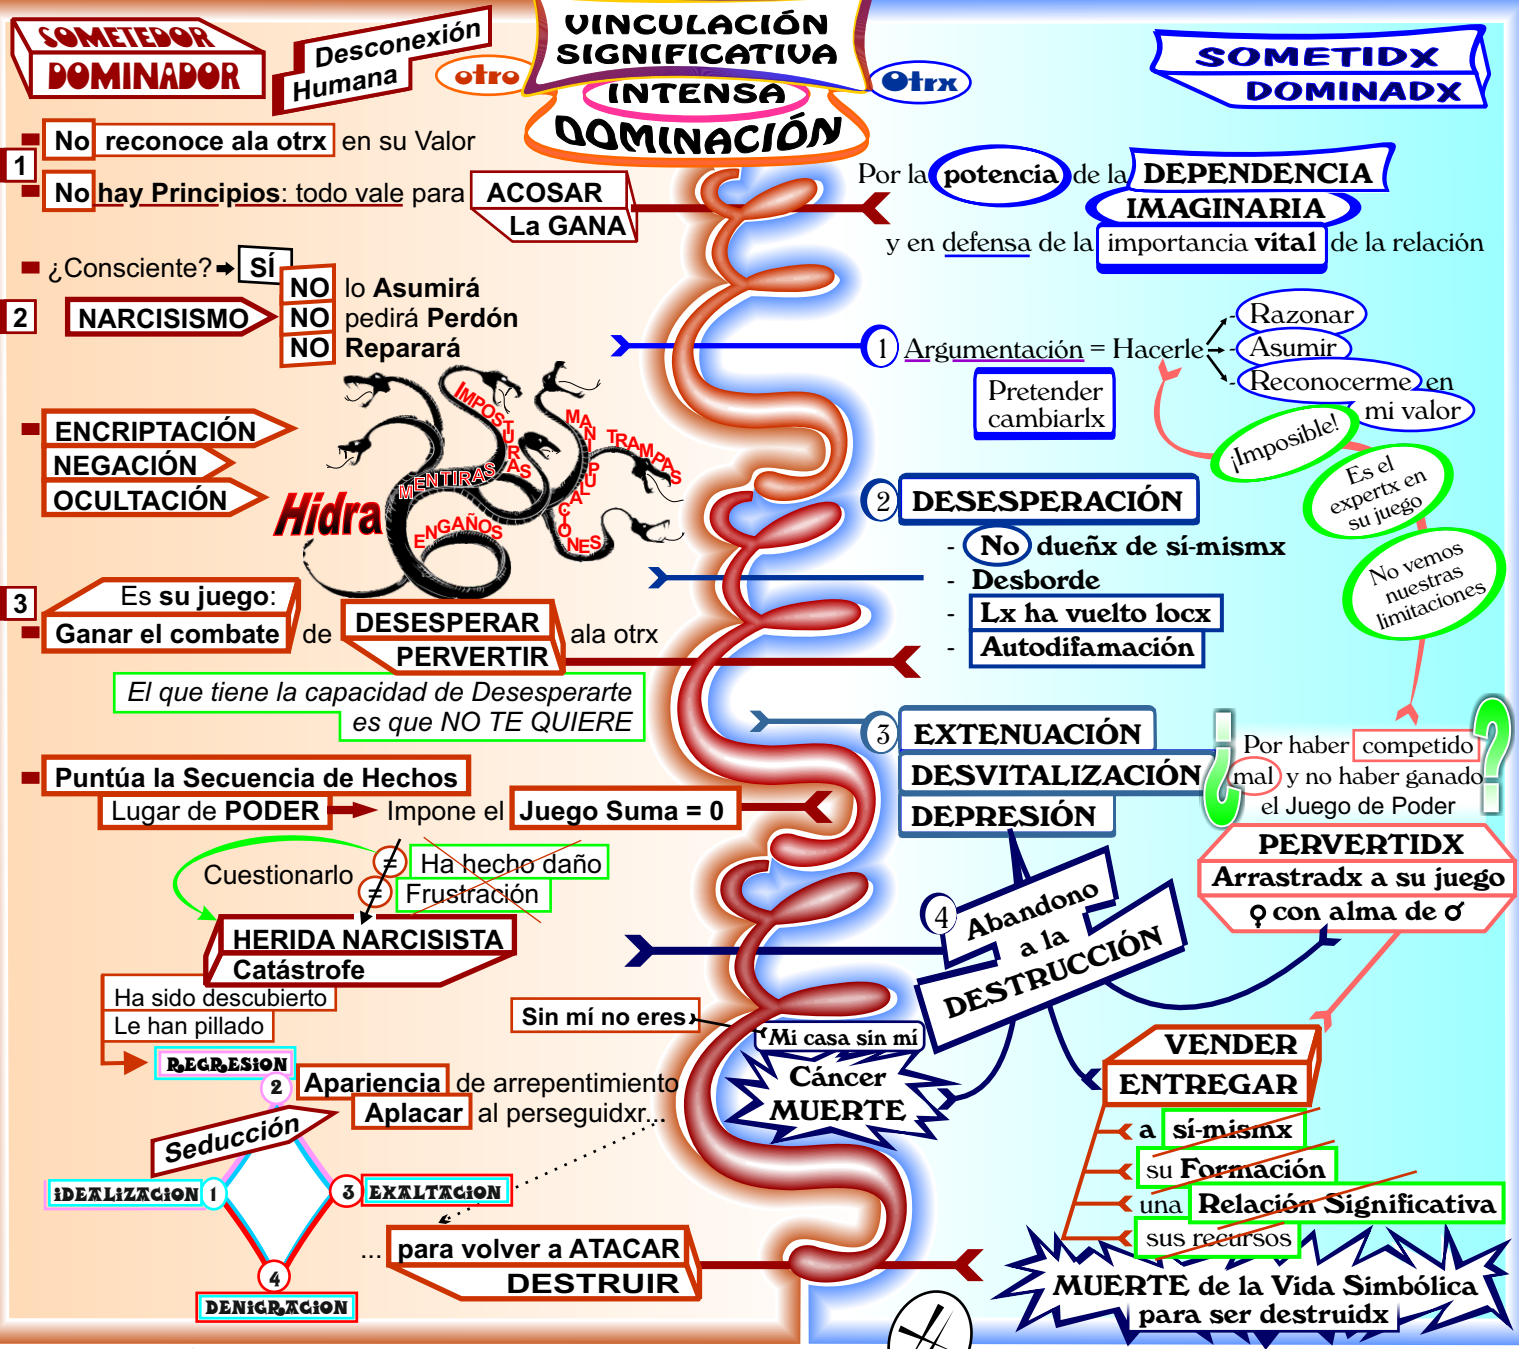 SOMETEDOR
DOMINADOR
Desconexión
Humana
otro
VINCULACIÓN
SIGNIFICATIVA
INTENSA
DOMINACIÓN
Otrx
SOMETIDX
DOMINADX
1
No reconoce ala otrx en su Valor
No hay Principios: todo vale para
ACOSAR
La GANA
¿Consciente? SÍ
2
NARCISISMO
NO lo Asumirá
NO pedirá Perdón
NO Reparará
ENCRIPTACIÓN
NEGACIÓN
OCULTACIÓN
Hidra
MENTIRAS
IMPOSTURAS
MANIPULACIONES
TRAMPAS
ENGAÑOS
3
Es su juego:
Ganar el combate de
DESESPERAR
PERVERTIR
ala otrx
El que tiene la capacidad de Desesperarte
es que NO TE QUIERE
Puntúa la Secuencia de Hechos
Lugar de PODER Impone el Juego Suma = 0
Cuestionarlo
= Ha hecho daño
= Frustración
HERIDA NARCISISTA
Catástrofe
Ha sido descubierto
Le han pillado
REGRESION
2
Apariencia de arrepentimiento
Aplacar al perseguidxr...
Seducción
IDEALIZACION 1
3 EXALTACION
4
DENIGRACION
... para volver a ATACAR
DESTRUIR
Sin mí no eres
Mi casa sin mí
Cáncer
MUERTE
Por la potencia de la DEPENDENCIA
IMAGINARIA
y en defensa de la importancia vital de la relación
1 Argumentación = Hacerle
- Razonar
- Asumir
- Reconocerme en
mi valor
Pretender
cambiarlx
¡Imposible!
Es el
expertx en
su juego
No vemos
nuestras
limitaciones
2 DESESPERACIÓN
- No dueñx de sí-mismx
- Desborde
- Lx ha vuelto locx
- Autodifamación
3 EXTENUACIÓN
DESVITALIZACIÓN
DEPRESIÓN
¿
Por haber competido
mal y no haber ganado
el Juego de Poder
?
!
PERVERTIDX
Arrastradx a su juego
♀ con alma de ♂
4
Abandono
a la
DESTRUCCIÓN
VENDER
ENTREGAR
a sí-mismx
su Formación
una Relación Significativa
sus recursos
MUERTE de la Vida Simbólica
para ser destruidx